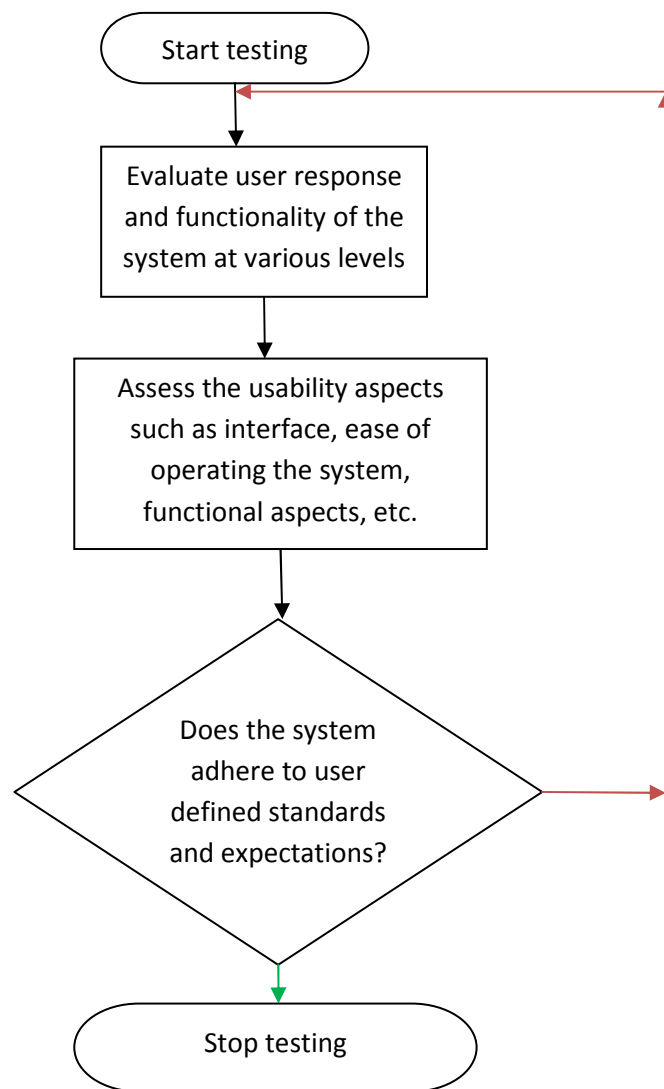 Start testing
Evaluate user response
and functionality of the
system at various levels
Assess the usability aspects
such as interface, ease of
operating the system,
functional aspects, etc.
Does the system
adhere to user
defined standards
and expectations?
Stop testing